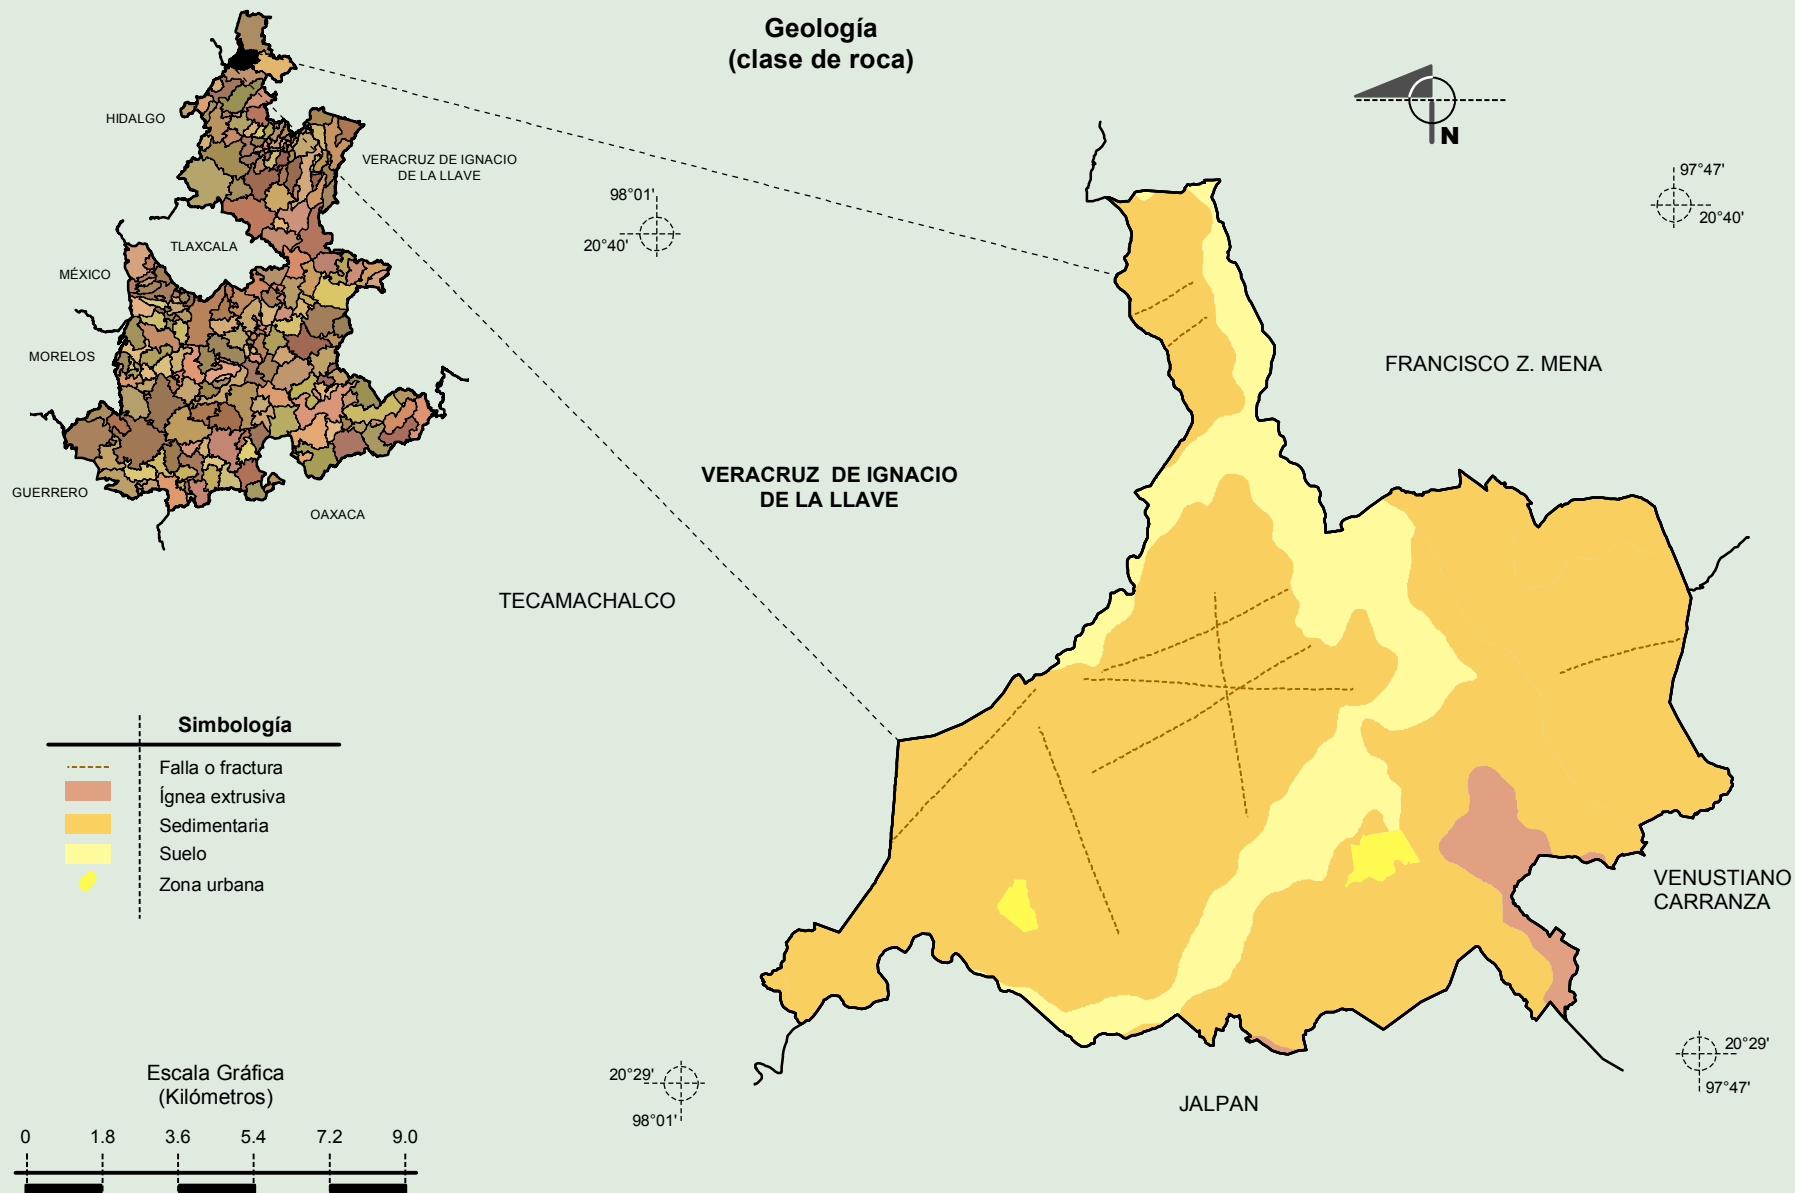 Geología
(clase de roca)
N
HIDALGO
VERACRUZ DE IGNACIO
DE LA LLAVE
TLAXCALA
MÉXICO
MORELOS
GUERRERO
OAXACA
98°01'
20°40'
97°47'
20°40'
FRANCISCO Z. MENA
VERACRUZ DE IGNACIO
DE LA LLAVE
TECAMACHALCO
Simbología
Falla o fractura
Ígnea extrusiva
Sedimentaria
Suelo
Zona urbana
VENUSTIANO
CARRANZA
20°29'
98°01'
20°29'
97°47'
JALPAN
Escala Gráfica
(Kilómetros)
0 1.8 3.6 5.4 7.2 9.0